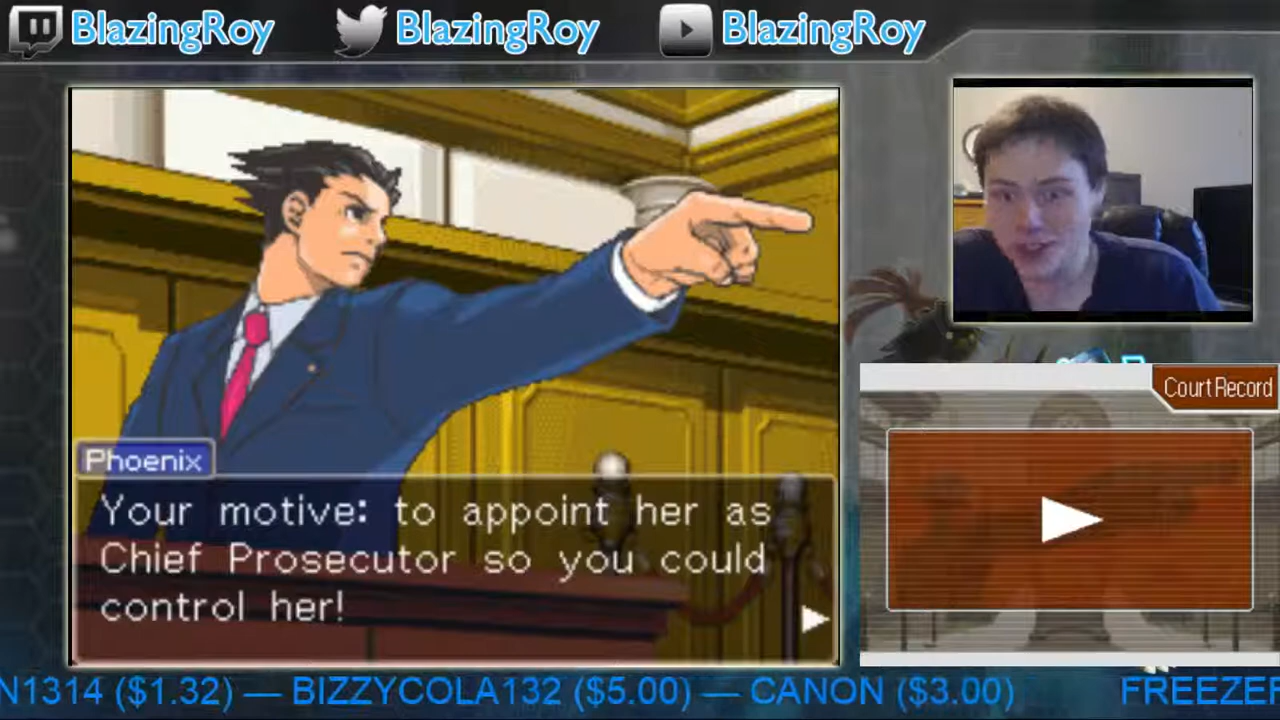 BlazingRoy BlazingRoy BlazingRoy
Court Record
Phoenix
Your motive: to appoint her as
Chief Prosecutor so you could
control her!
N1314 ($1.32) — BIZZYCOLA132 ($5.00) — CANON ($3.00) FREEZER